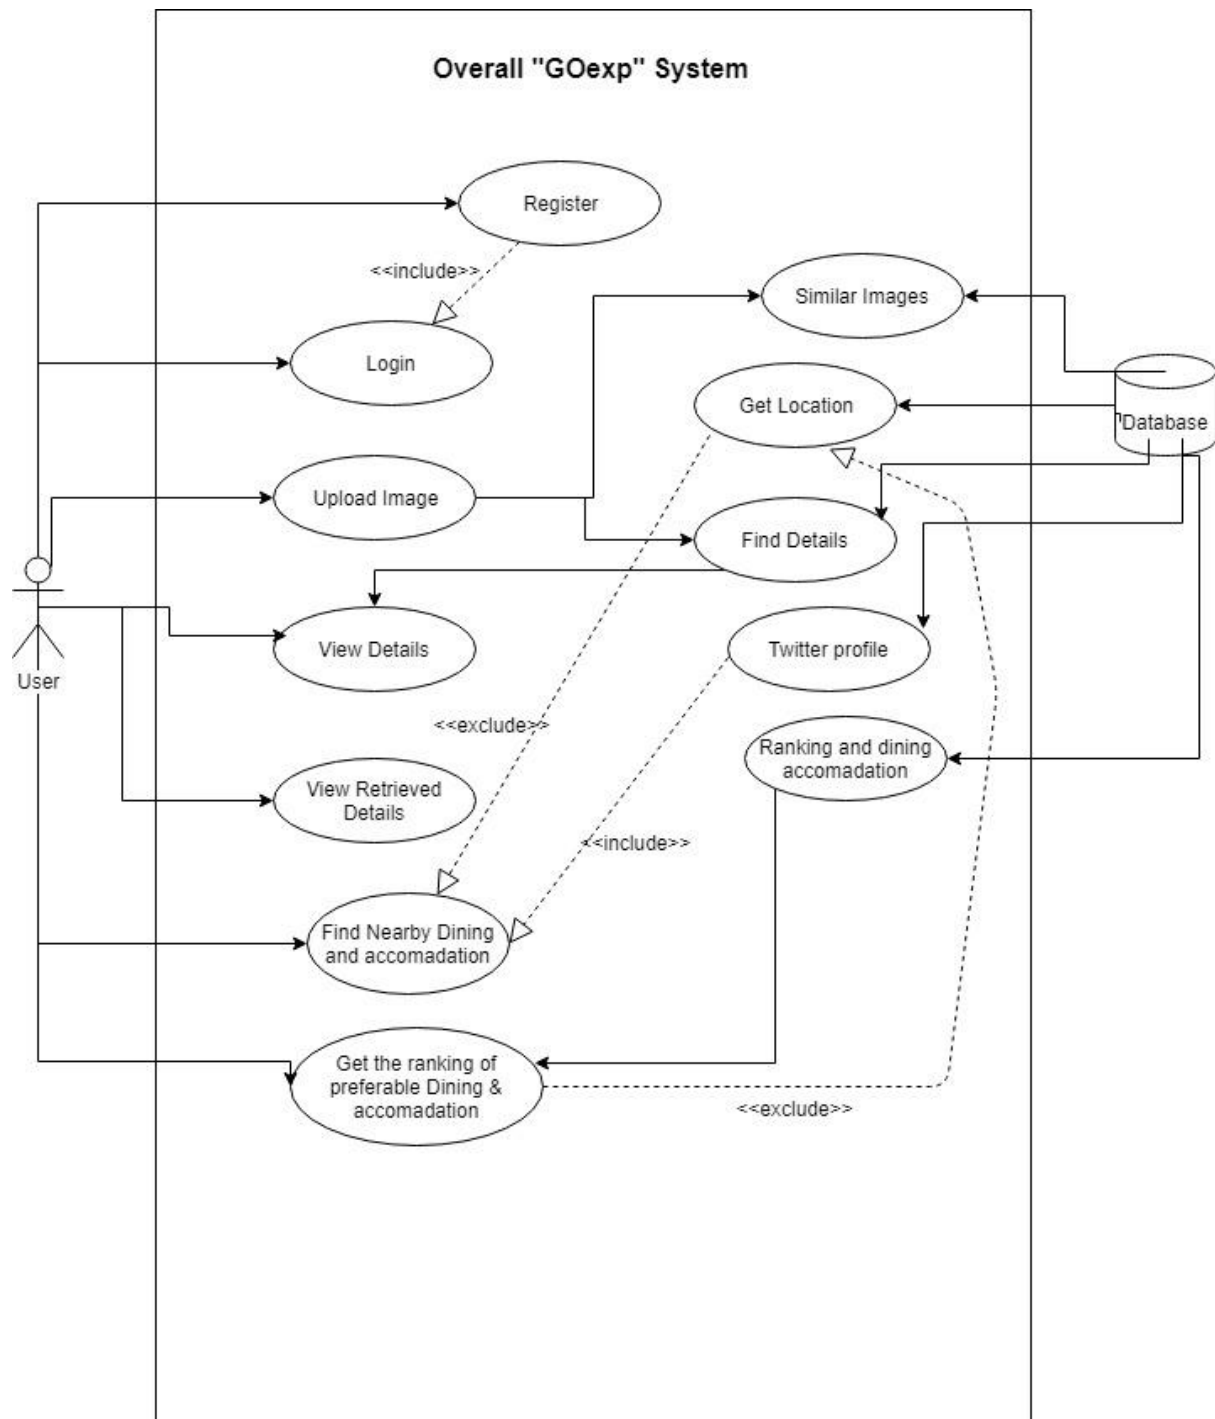 Overall "GOexp" System
Register
<<include>>
Similar Images
Login
Get Location
Database
Upload Image
Find Details
View Details
Twitter profile
User
<<exclude>>
Ranking and dining
accomadation
View Retrieved
Details
<<include>>
Find Nearby Dining
and accomadation
Get the ranking of
preferable Dining &
accomadation
<<exclude>>